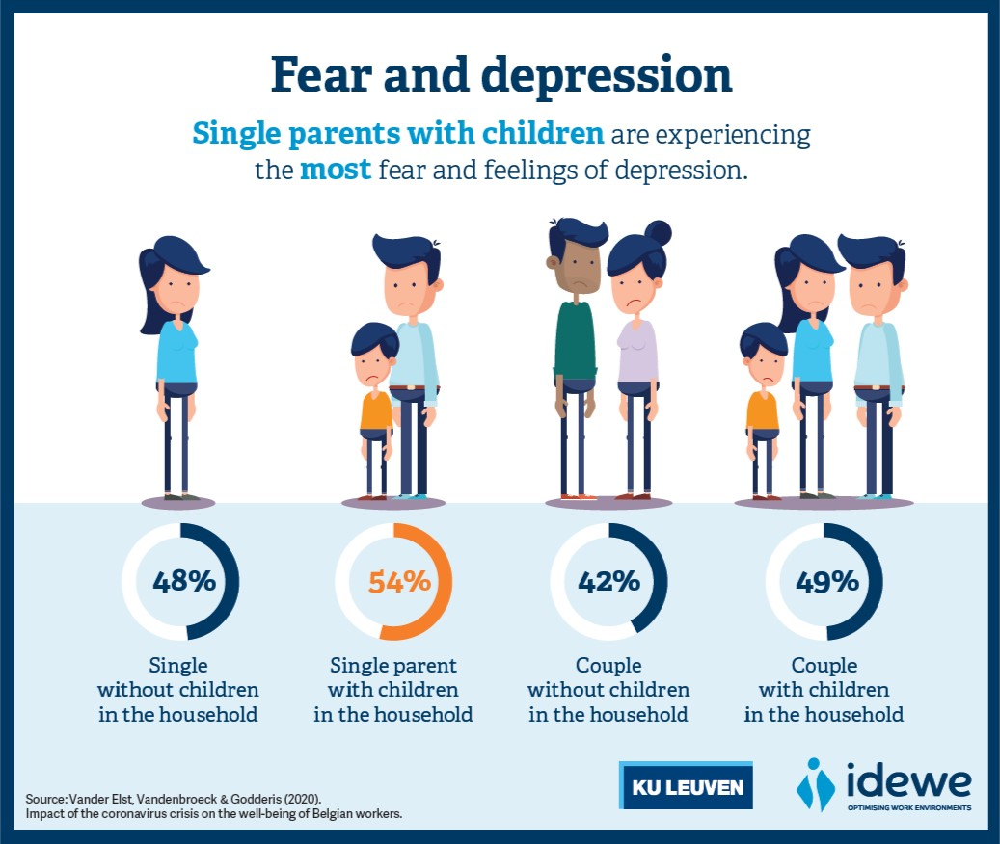 Fear and depression
Single parents with children are experiencing
the most fear and feelings of depression.
48%
54%
42%
49%
Single
without children
in the household
Single parent
with children
in the household
Couple
without children
in the household
Couple
with children
in the household
KU LEUVEN
idewe
OPTIMISING WORK ENVIRONMENTS
Source: Vander Elst, Vandenbroeck & Godderis (2020).
Impact of the coronavirus crisis on the well-being of Belgian workers.